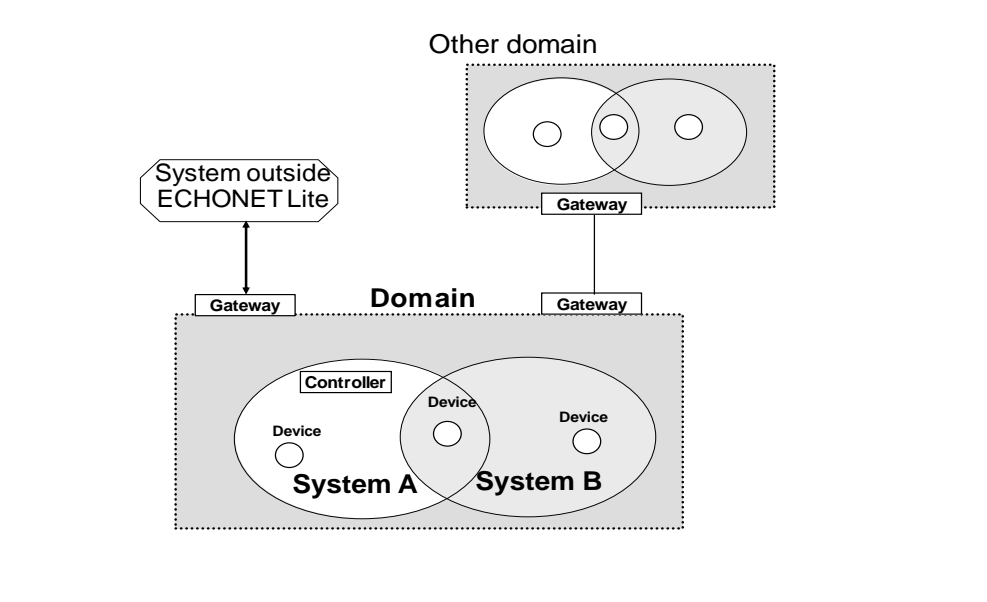 Other domain
System outside
ECHONET Lite
Gateway
Gateway
Domain
Gateway
Controller
Device
Device
Device
System A
System B